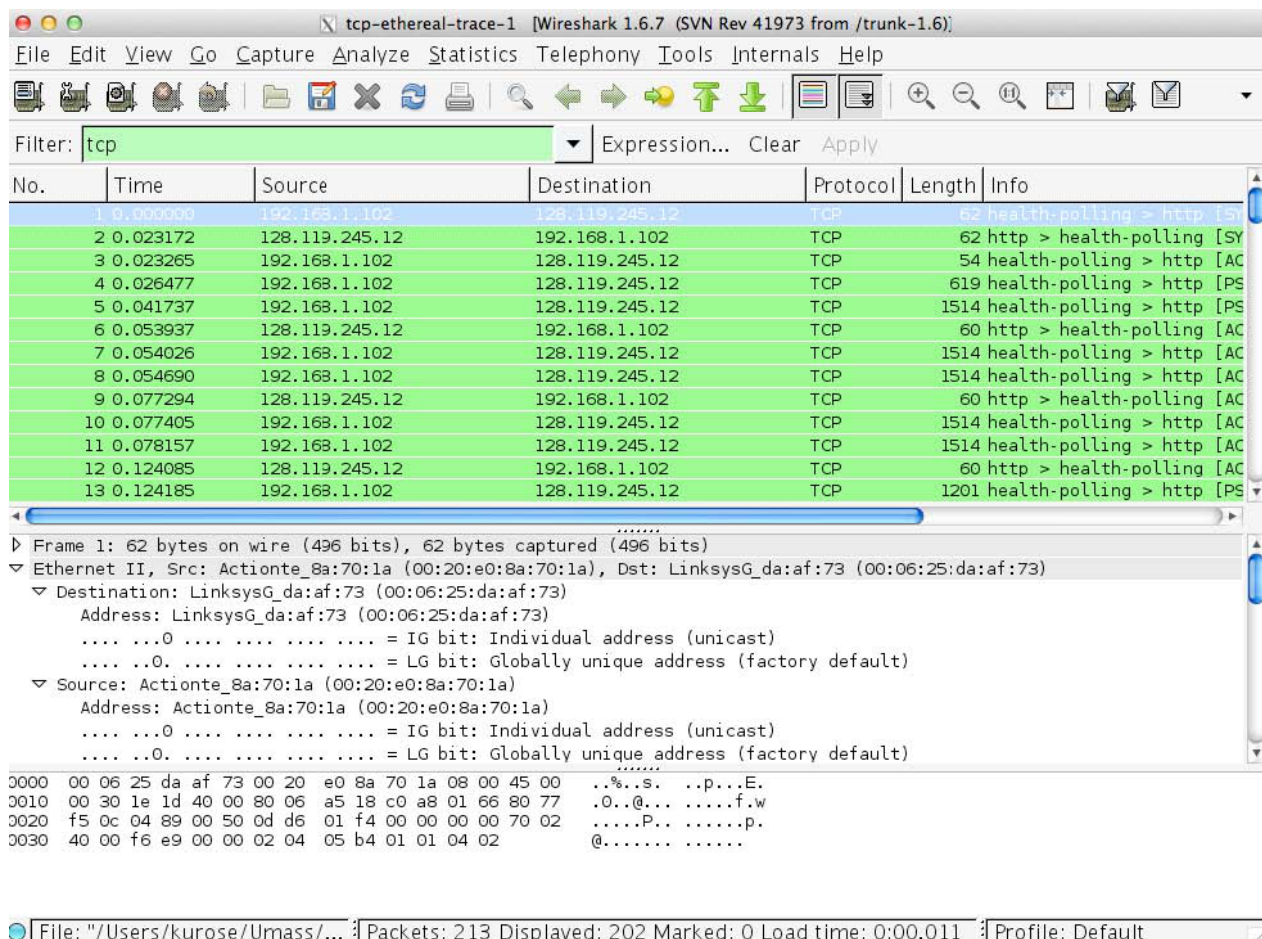 tcp-ethereal-trace-1 [Wireshark 1.6.7 (SVN Rev 41973 from /trunk-1.6)]
File Edit View Go Capture Analyze Statistics Telephony Tools Internals Help
Filter: tcp Expression... Clear Apply
No. Time Source Destination Protocol Length Info
1 0.000000 192.168.1.102 128.119.245.12 TCP 62 health-polling > http [SY
2 0.023172 128.119.245.12 192.168.1.102 TCP 62 http > health-polling [SY
3 0.023265 192.168.1.102 128.119.245.12 TCP 54 health-polling > http [AC
4 0.026477 192.168.1.102 128.119.245.12 TCP 619 health-polling > http [PS
5 0.041737 192.168.1.102 128.119.245.12 TCP 1514 health-polling > http [PS
6 0.053937 128.119.245.12 192.168.1.102 TCP 60 http > health-polling [AC
7 0.054026 192.168.1.102 128.119.245.12 TCP 1514 health-polling > http [AC
8 0.054690 192.168.1.102 128.119.245.12 TCP 1514 health-polling > http [AC
9 0.077294 128.119.245.12 192.168.1.102 TCP 60 http > health-polling [AC
10 0.077405 192.168.1.102 128.119.245.12 TCP 1514 health-polling > http [AC
11 0.078157 192.168.1.102 128.119.245.12 TCP 1514 health-polling > http [AC
12 0.124085 128.119.245.12 192.168.1.102 TCP 60 http > health-polling [AC
13 0.124185 192.168.1.102 128.119.245.12 TCP 1201 health-polling > http [PS
Frame 1: 62 bytes on wire (496 bits), 62 bytes captured (496 bits)
Ethernet II, Src: Actionte_8a:70:1a (00:20:e0:8a:70:1a), Dst: LinksysG_da:af:73 (00:06:25:da:af:73)
Destination: LinksysG_da:af:73 (00:06:25:da:af:73)
Address: LinksysG_da:af:73 (00:06:25:da:af:73)
.... ...0 .... .... .... .... = IG bit: Individual address (unicast)
.... ..0. .... .... .... .... = LG bit: Globally unique address (factory default)
Source: Actionte_8a:70:1a (00:20:e0:8a:70:1a)
Address: Actionte_8a:70:1a (00:20:e0:8a:70:1a)
.... ...0 .... .... .... .... = IG bit: Individual address (unicast)
.... ..0. .... .... .... .... = LG bit: Globally unique address (factory default)
0000 00 06 25 da af 73 00 20 e0 8a 70 1a 08 00 45 00 ..%..s. ..p...E.
0010 00 30 1e 1d 40 00 80 06 a5 18 c0 a8 01 66 80 77 .0..@... .....f.w
0020 f5 0c 04 89 00 50 0d d6 01 f4 00 00 00 00 70 02 .....P.. ......p.
0030 40 00 f6 e9 00 00 02 04 05 b4 01 01 04 02 @....... ......
File: "/Users/kurose/Umass/... Packets: 213 Displayed: 202 Marked: 0 Load time: 0:00.011 Profile: Default